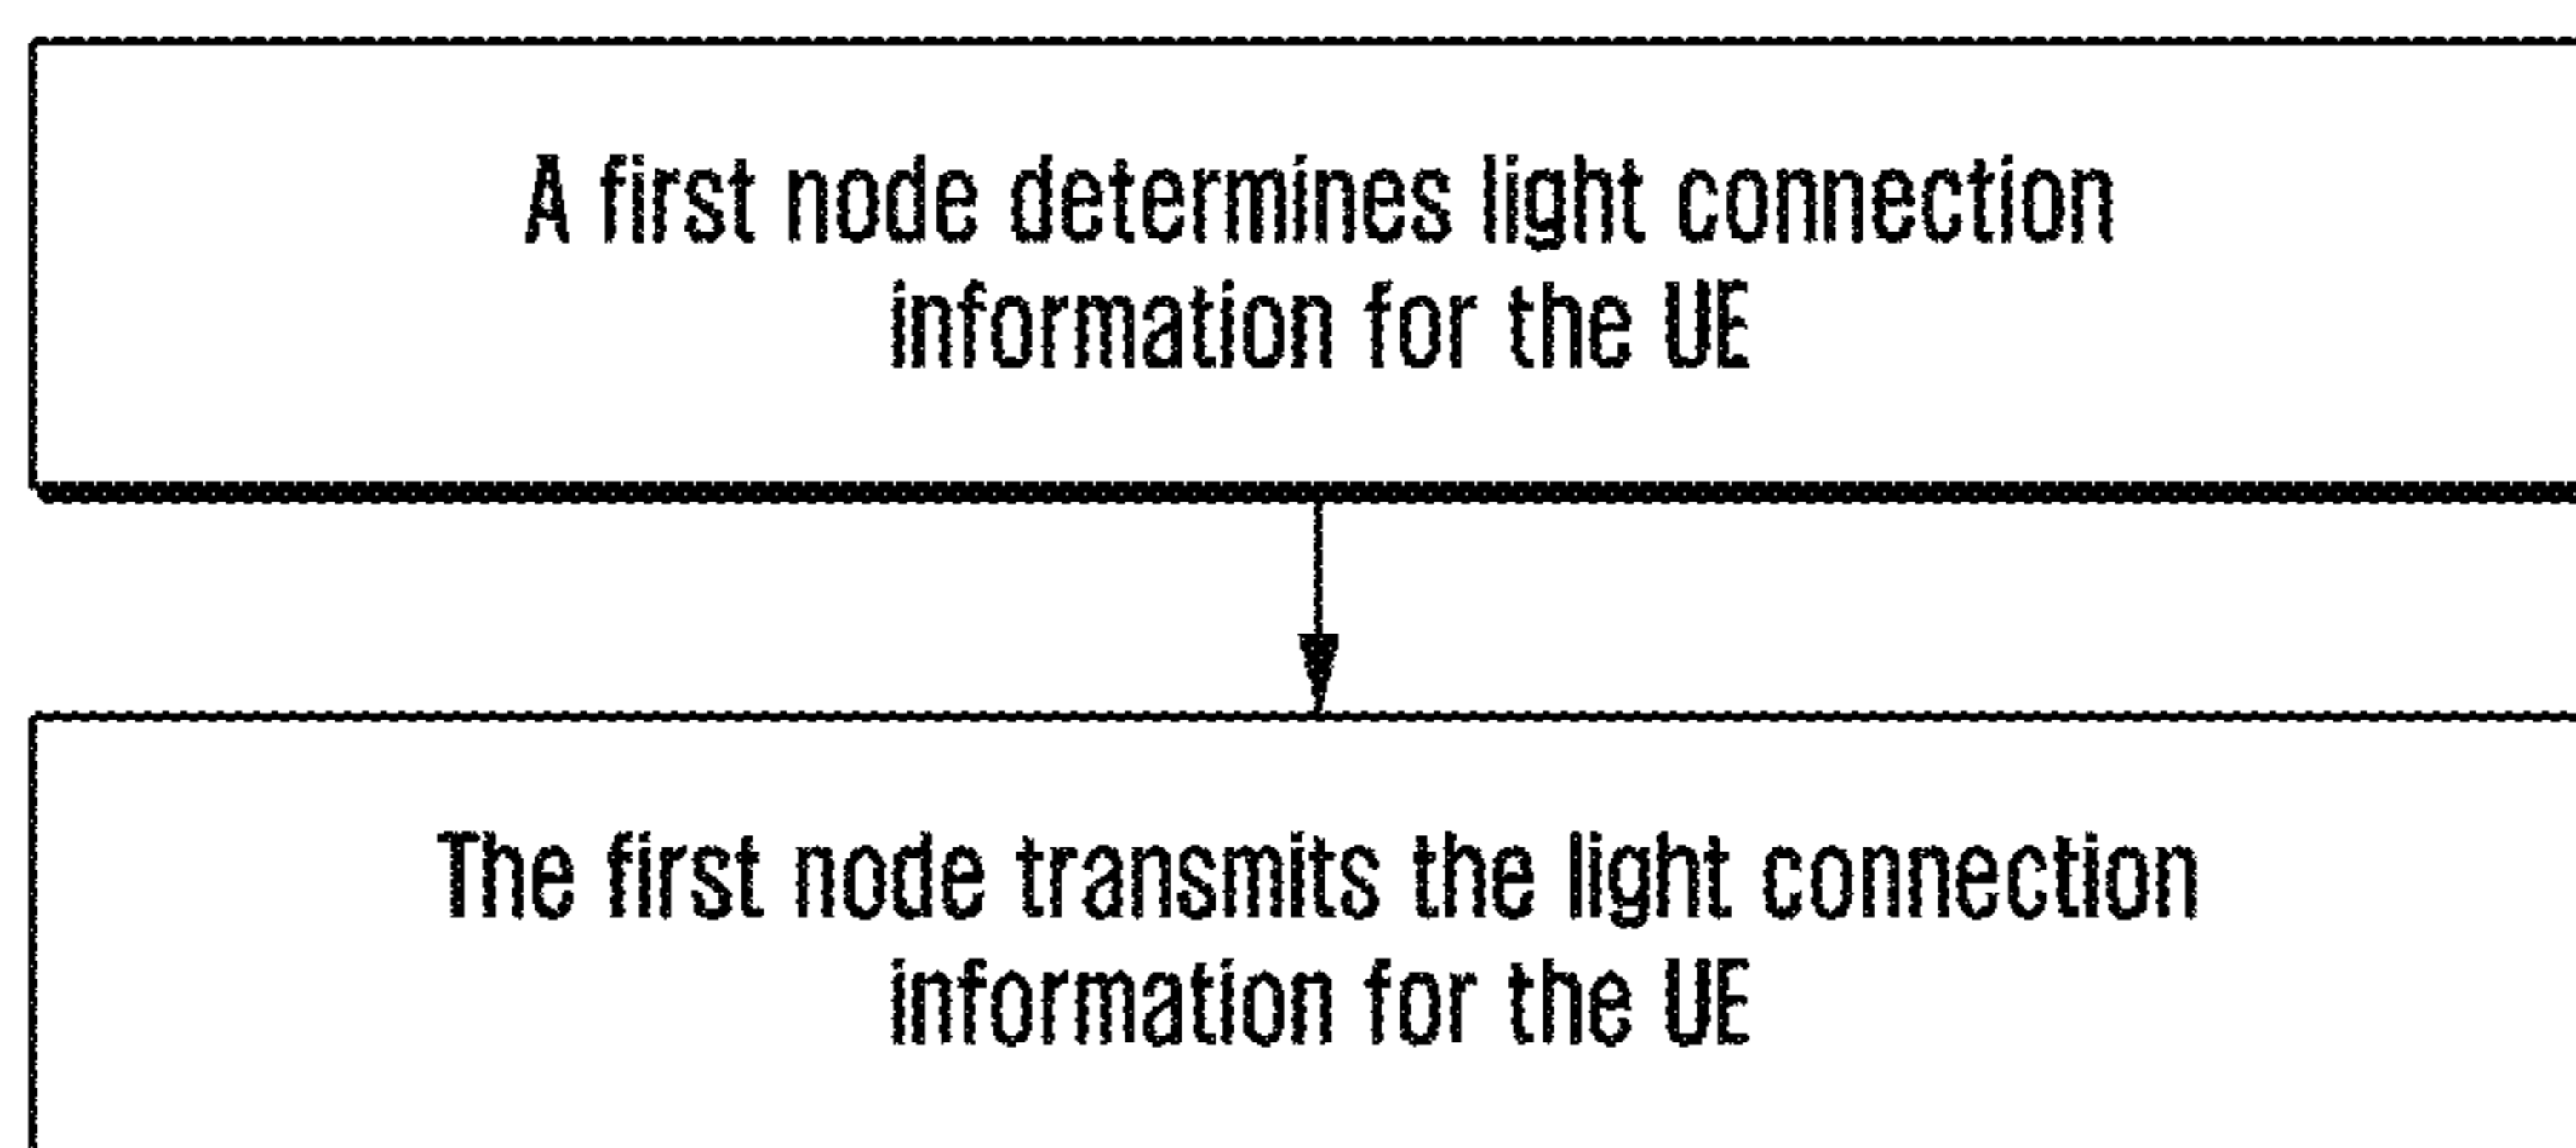 A first node determines light connection
information for the UE
The first node transmits the light connection
information for the UE